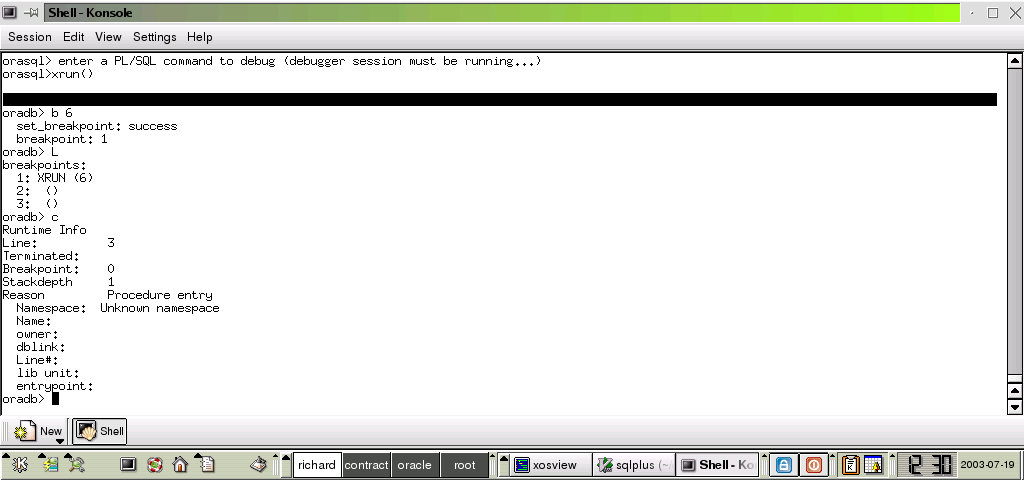 Shell - Konsole
Session Edit View Settings Help
orasql> enter a PL/SQL command to debug (debugger session must be running...)
orasql>xrun()
oradb> b 6
set_breakpoint: success
breakpoint: 1
oradb> L
breakpoints:
1: XRUN (6)
2: ()
3: ()
oradb> c
Runtime Info
Line: 3
Terminated:
Breakpoint: 0
Stackdepth 1
Reason Procedure entry
Namespace: Unknown namespace
Name:
owner:
dblink:
Line#:
lib unit:
entrypoint:
oradb>
New Shell
richard contract oracle root xosview sqlplus (~ Shell - Ko 2 30 2003-07-19